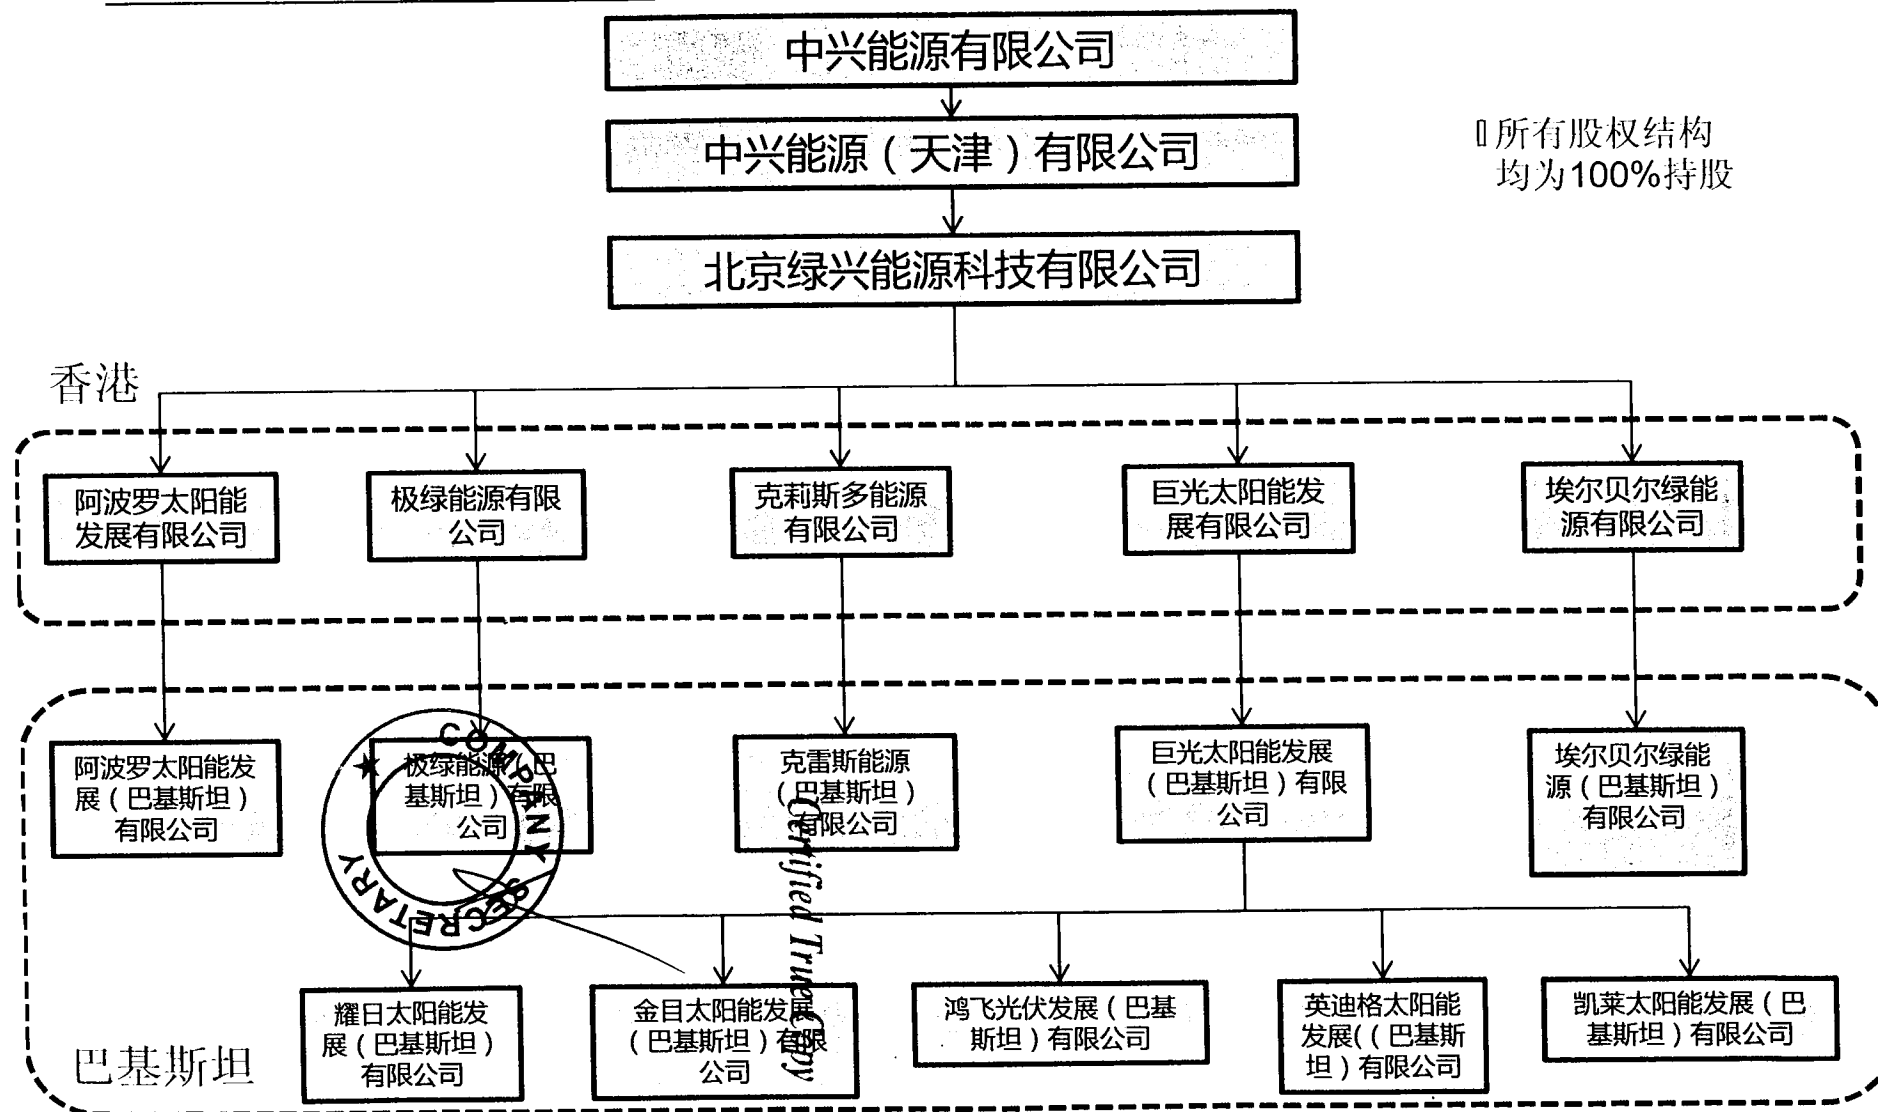 中兴能源有限公司
中兴能源（天津）有限公司
所有股权结构
均为100%持股
北京绿兴能源科技有限公司
香港
阿波罗太阳能
发展有限公司
极绿能源有限
公司
克莉斯多能源
有限公司
巨光太阳能发
展有限公司
埃尔贝尔绿能
源有限公司
阿波罗太阳能发
展（巴基斯坦）
有限公司
极绿能源（巴
基斯坦）有限
公司
克雷斯能源
（巴基斯坦）
有限公司
巨光太阳能发展
（巴基斯坦）有限
公司
埃尔贝尔绿能
源（巴基斯坦）
有限公司
COMPANY SECRETARY
Certified True Copy
耀日太阳能发
展（巴基斯坦）
有限公司
金目太阳能发展
（巴基斯坦）有限
公司
鸿飞光伏发展（巴基
斯坦）有限公司
英迪格太阳能
发展(（巴基斯
坦）有限公司
凯莱太阳能发展（巴
基斯坦）有限公司
巴基斯坦